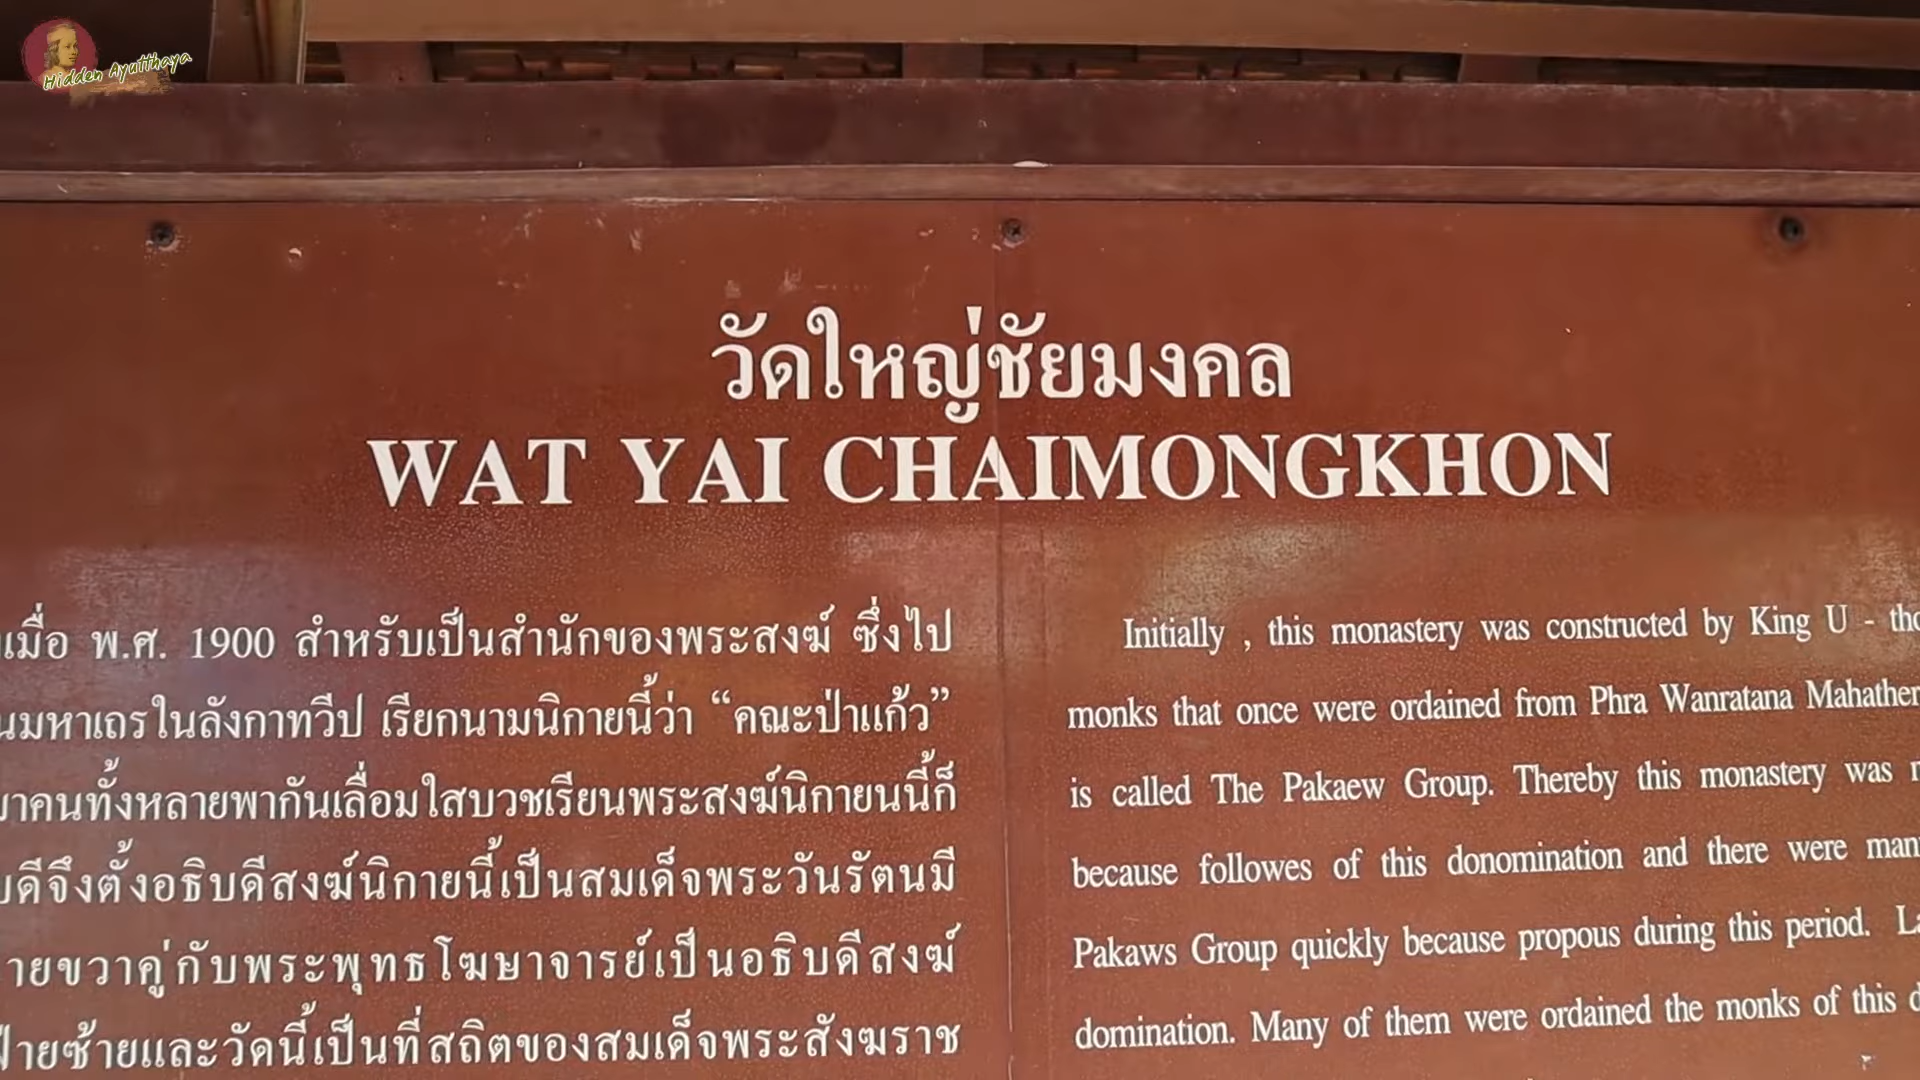 Hidden Ayutthaya
วัดใหญ่ชัยมงคล
WAT YAI CHAIMONGKHON
เมื่อ พ.ศ. 1900 สำหรับเป็นสำนักของพระสงฆ์ ซึ่งไป
มหาเถรในลังกาทวีป เรียกนามนิกายนี้ว่า “คณะป่าแก้ว”
คนทั้งหลายพากันเลื่อมใสบวชเรียนพระสงฆ์นิกายนนี้ก็
ดีจึงตั้งอธิบดีสงฆ์นิกายนี้เป็นสมเด็จพระวันรัตนมี
ายขวาคู่กับพระพุทธโฆษาจารย์เป็นอธิบดีสงฆ์
ฝ่ายซ้ายและวัดนี้เป็นที่สถิตของสมเด็จพระสังฆราช
Initially , this monastery was constructed by King U - tho
monks that once were ordained from Phra Wanratana Mahather
is called The Pakaew Group. Thereby this monastery was
because followes of this donomination and there were man
Pakaws Group quickly because propous during this period. La
domination. Many of them were ordained the monks of this d